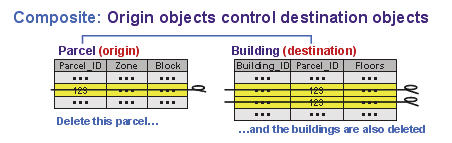 Composite: Origin objects control destination objects
Parcel (origin)
Building (destination)
Parcel_ID Zone Block
Building_ID Parcel_ID Floors
123
123
123
Delete this parcel...
...and the buildings are also deleted